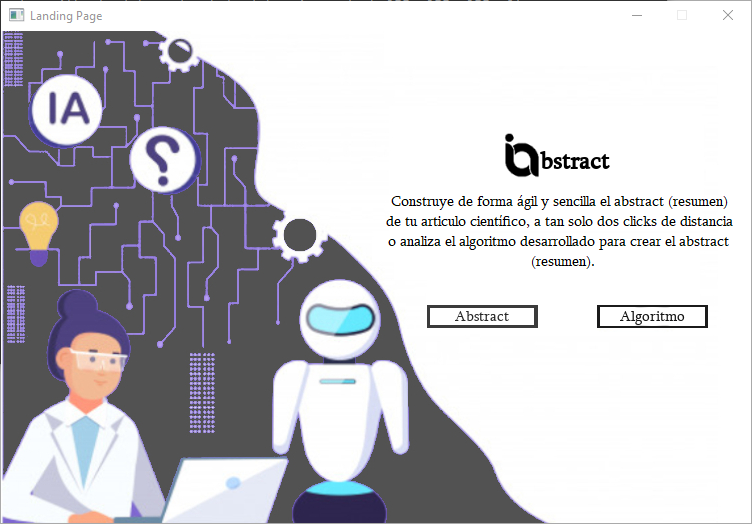 Landing Page
IA
?
iabstract
Construye de forma ágil y sencilla el abstract (resumen)
de tu articulo científico, a tan solo dos clicks de distancia
o analiza el algoritmo desarrollado para crear el abstract
(resumen).
Abstract
Algoritmo